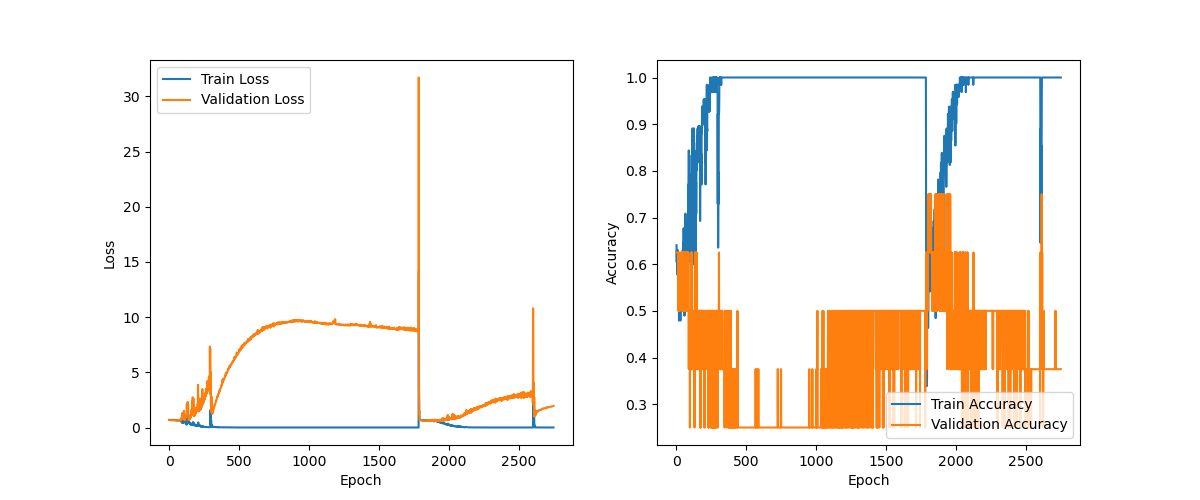 Train Loss
Validation Loss
30
25
20
15
10
5
0
Loss
0 500 1000 1500 2000 2500
Epoch
1.0
0.9
0.8
0.7
0.6
0.5
0.4
0.3
Accuracy
Train Accuracy
Validation Accuracy
0 500 1000 1500 2000 2500
Epoch